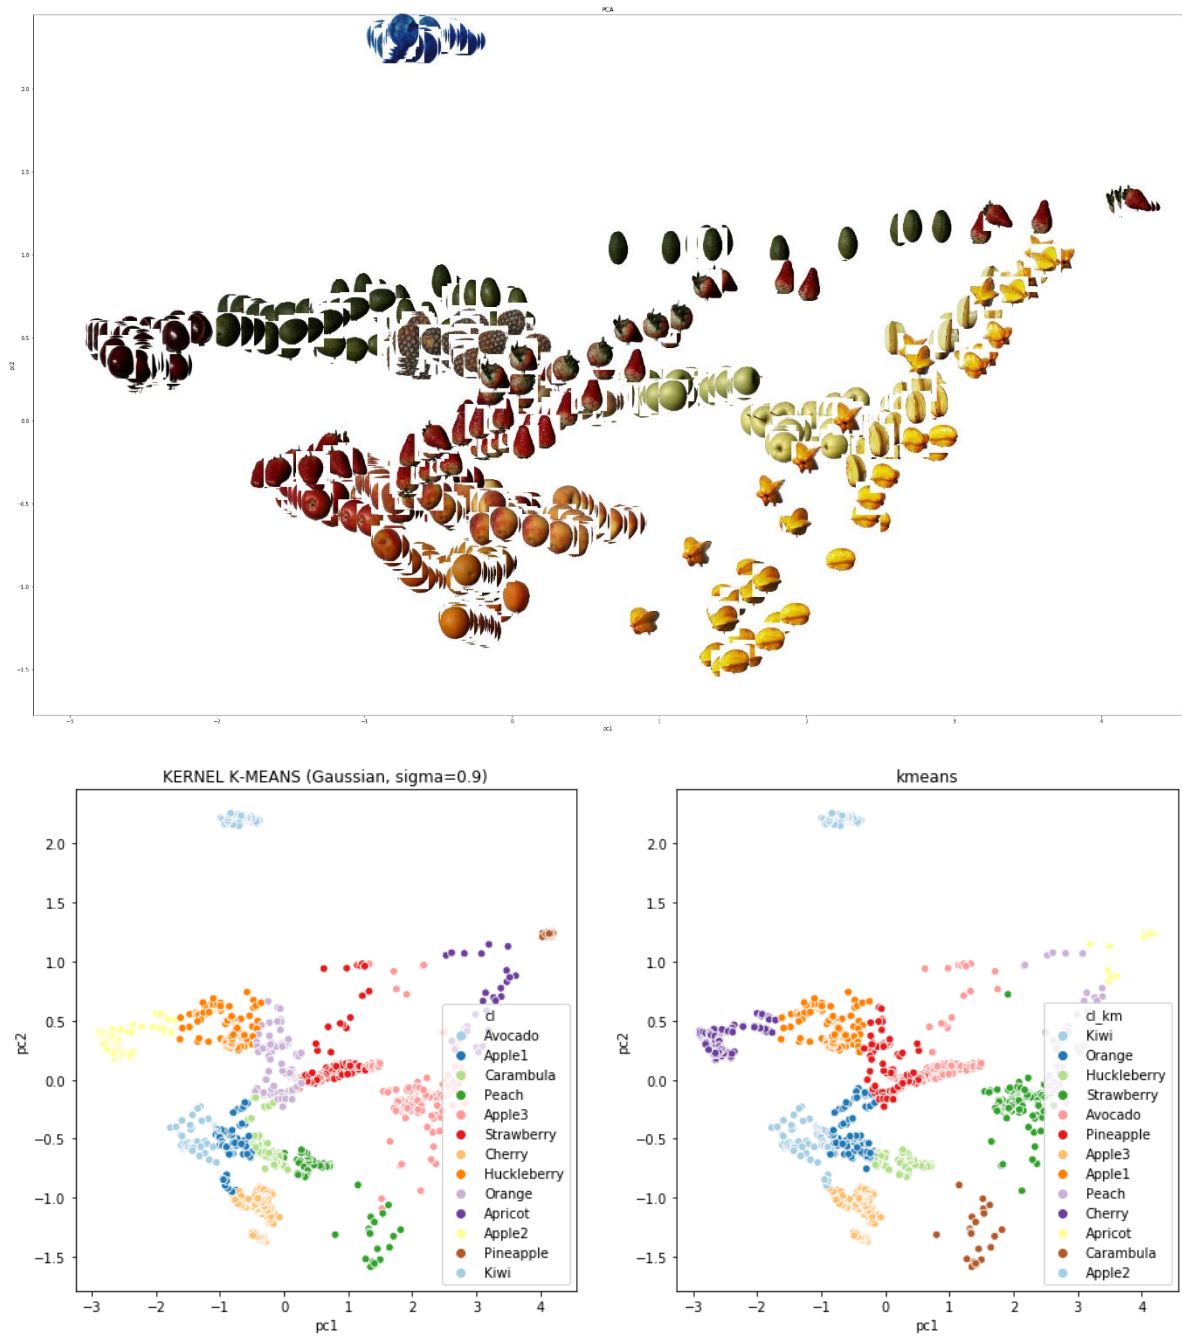 PCA
2.0
1.5
1.0
0.5
0.0
−0.5
−1.0
−1.5
pc2
−3 −2 −1 0 1 2 3 4
pc1
KERNEL K-MEANS (Gaussian, sigma=0.9)
2.0
1.5
1.0
0.5
0.0
−0.5
−1.0
−1.5
pc2
cl
Avocado
Apple1
Carambula
Peach
Apple3
Strawberry
Cherry
Huckleberry
Orange
Apricot
Apple2
Pineapple
Kiwi
−3 −2 −1 0 1 2 3 4
pc1
kmeans
2.0
1.5
1.0
0.5
0.0
−0.5
−1.0
−1.5
pc2
cl_km
Kiwi
Orange
Huckleberry
Strawberry
Avocado
Pineapple
Apple3
Apple1
Peach
Cherry
Apricot
Carambula
Apple2
−3 −2 −1 0 1 2 3 4
pc1